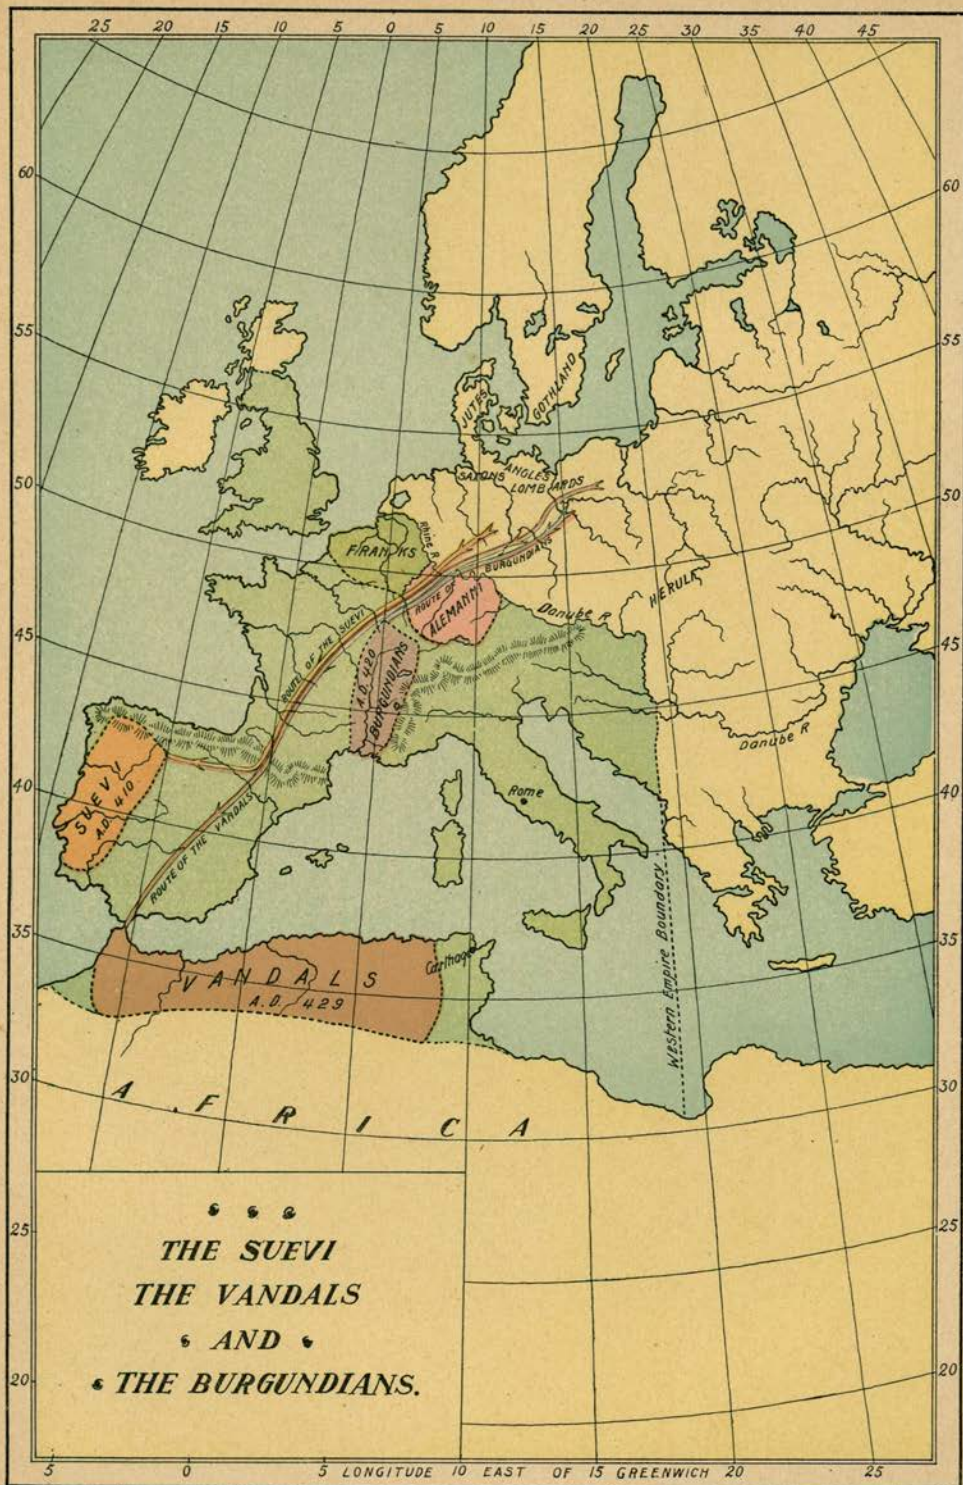 25 20 15 10 5 0 5 10 15 20 25 30 35 40 45
60
60
55
55
50
50
45
45
40
40
35
35
30
30
25
25
20
20
JUTES
GOTHLAND
SAXONS
ANGLES
LOMBARDS
FRANKS
Rhine R.
BURGUNDIANS
ROUTE OF
ALEMANNI
HERULI
Danube R
ROUTE OF THE SUEVI
A.D. 420
BURGUNDIANS
R.
Danube R
SUEVI
A.D. 410
Rome
ROUTE OF THE VANDALS
Western Empire Boundary
Carthage
VANDALS
A.D. 429
AFRICA
THE SUEVI
THE VANDALS
AND
THE BURGUNDIANS.
5 0 5 LONGITUDE 10 EAST OF 15 GREENWICH 20 25